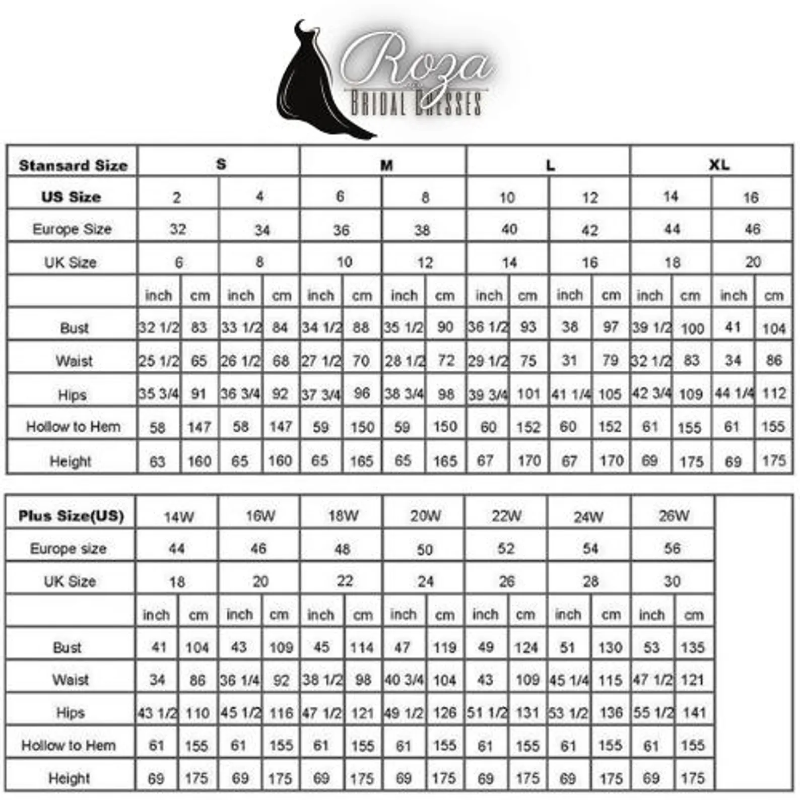 Roza
BRIDAL DRESSES
Stansard Size S M L XL
US Size 2 4 6 8 10 12 14 16
Europe Size 32 34 36 38 40 42 44 46
UK Size 6 8 10 12 14 16 18 20
inch cm inch cm inch cm inch cm inch cm inch cm inch cm inch cm
Bust 32 1/2 83 33 1/2 84 34 1/2 88 35 1/2 90 36 1/2 93 38 97 39 1/2 100 41 104
Waist 25 1/2 65 26 1/2 68 27 1/2 70 28 1/2 72 29 1/2 75 31 79 32 1/2 83 34 86
Hips 35 3/4 91 36 3/4 92 37 3/4 96 38 3/4 98 39 3/4 101 41 1/4 105 42 3/4 109 44 1/4 112
Hollow to Hem 58 147 58 147 59 150 59 150 60 152 60 152 61 155 61 155
Height 63 160 65 160 65 165 65 165 67 170 67 170 69 175 69 175
Plus Size(US) 14W 16W 18W 20W 22W 24W 26W
Europe size 44 46 48 50 52 54 56
UK Size 18 20 22 24 26 28 30
inch cm inch cm inch cm inch cm inch cm inch cm inch cm
Bust 41 104 43 109 45 114 47 119 49 124 51 130 53 135
Waist 34 86 36 1/4 92 38 1/2 98 40 3/4 104 43 109 45 1/4 115 47 1/2 121
Hips 43 1/2 110 45 1/2 116 47 1/2 121 49 1/2 126 51 1/2 131 53 1/2 136 55 1/2 141
Hollow to Hem 61 155 61 155 61 155 61 155 61 155 61 155 61 155
Height 69 175 69 175 69 175 69 175 69 175 69 175 69 175